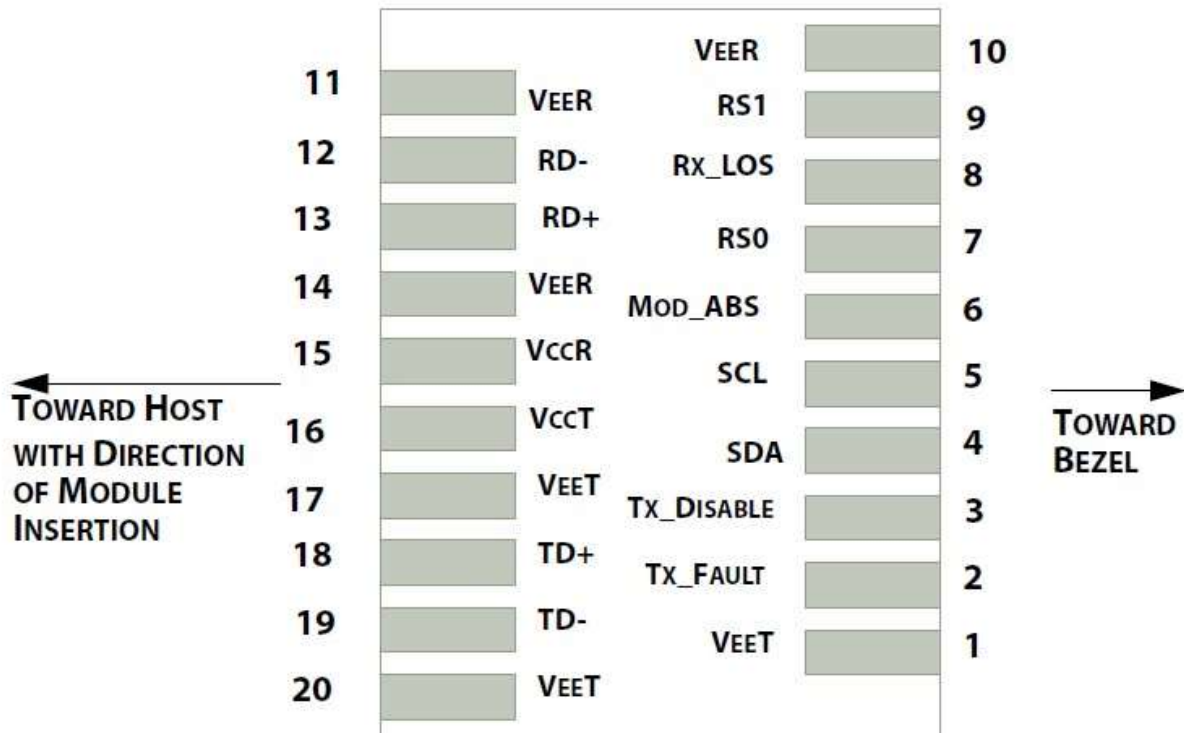 VEER 10
11 VEER
RS1 9
12 RD-
RX_LOS 8
13 RD+
RS0 7
14 VEER
MOD_ABS 6
15 VCCR
SCL 5
TOWARD HOST
WITH DIRECTION
OF MODULE
INSERTION
TOWARD
BEZEL
16 VCCT
SDA 4
17 VEET
TX_DISABLE 3
18 TD+
TX_FAULT 2
19 TD-
VEET 1
20 VEET